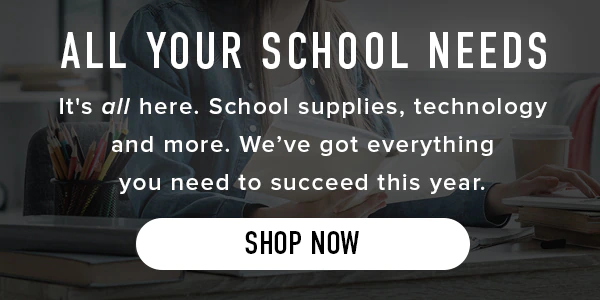 ALL YOUR SCHOOL NEEDS
It's all here. School supplies, technology
and more. We’ve got everything
you need to succeed this year.
SHOP NOW